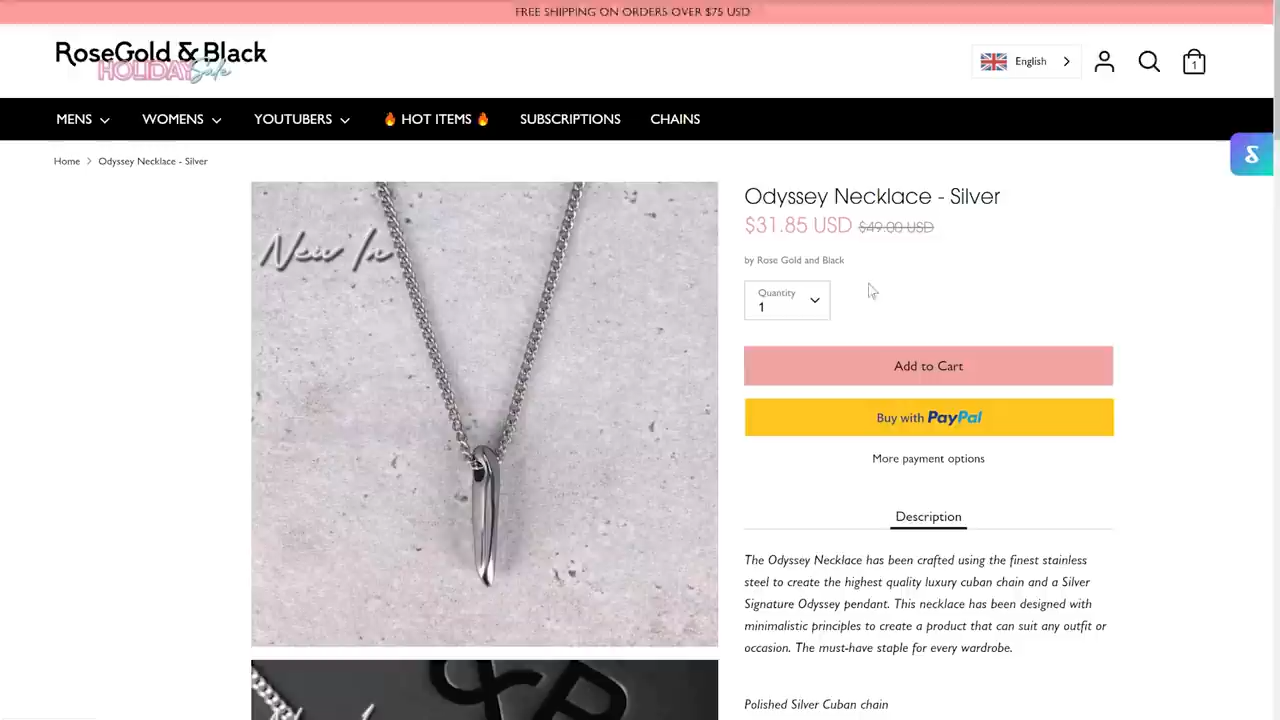 FREE SHIPPING ON ORDERS OVER $75 USD
RoseGold & Black
HOLIDAY Sale
English
1
MENS
WOMENS
YOUTUBERS
🔥 HOT ITEMS 🔥
SUBSCRIPTIONS
CHAINS
Home
Odyssey Necklace - Silver
New In
Odyssey Necklace - Silver
$31.85 USD $49.00 USD
by Rose Gold and Black
Quantity
1
Add to Cart
Buy with PayPal
More payment options
Description
The Odyssey Necklace has been crafted using the finest stainless
steel to create the highest quality luxury cuban chain and a Silver
Signature Odyssey pendant. This necklace has been designed with
minimalistic principles to create a product that can suit any outfit or
occasion. The must-have staple for every wardrobe.
Polished Silver Cuban chain